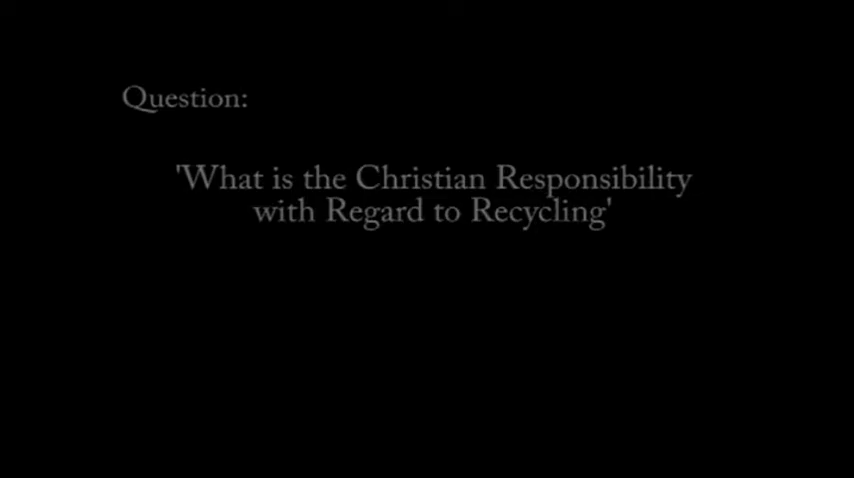 Question:
'What is the Christian Responsibility
with Regard to Recycling'